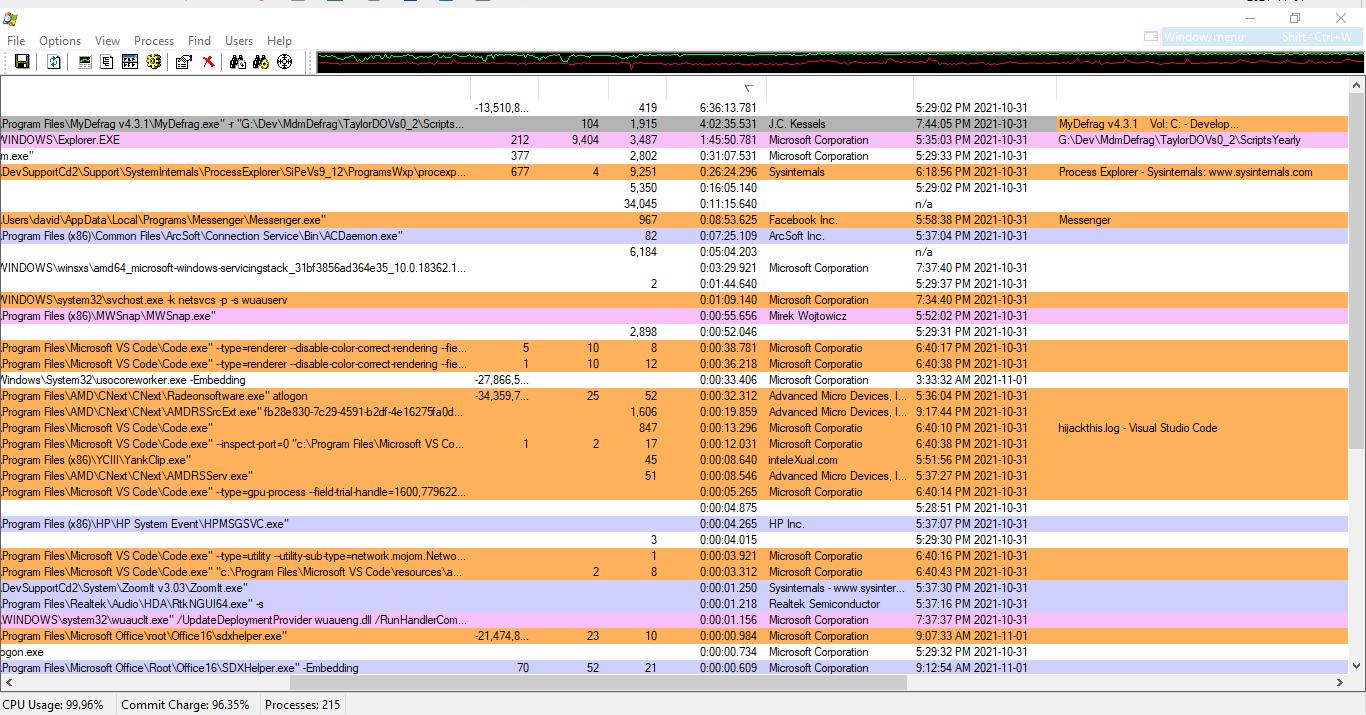 File Options View Process Find Users Help
Window/menu Shift+Ctrl+W
-13,510,8... 419 6:36:13.781 5:29:02 PM 2021-10-31
.Program Files\MyDefrag v4.3.1\MyDefrag.exe" -r "G:\Dev\MdmDefrag\TaylorDOVs0_2\Scripts... 104 1,915 4:02:35.531 J.C. Kessels 7:44:05 PM 2021-10-31 MyDefrag v4.3.1 Vol: C: - Develop...
WINDOWS\Explorer.EXE 212 9,404 3,487 1:45:50.781 Microsoft Corporation 5:35:03 PM 2021-10-31 G:\Dev\MdmDefrag\TaylorDOVs0_2\ScriptsYearly
m.exe" 377 2,802 0:31:07.531 Microsoft Corporation 5:29:33 PM 2021-10-31
.DevSupportCd2\Support\SystemInternals\ProcessExplorer\SiPeVs9_12\ProgramsWxp\procexp... 677 4 9,251 0:26:24.296 Sysinternals 6:18:56 PM 2021-10-31 Process Explorer - Sysinternals: www.sysinternals.com
5,350 0:16:05.140 5:29:02 PM 2021-10-31
34,045 0:11:15.640 n/a
.Users\david\AppData\Local\Programs\Messenger\Messenger.exe" 967 0:08:53.625 Facebook Inc. 5:58:38 PM 2021-10-31 Messenger
.Program Files (x86)\Common Files\ArcSoft\Connection Service\Bin\ACDaemon.exe" 82 0:07:25.109 ArcSoft Inc. 5:37:04 PM 2021-10-31
6,184 0:05:04.203 n/a
WINDOWS\winsxs\amd64_microsoft-windows-servicingstack_31bf3856ad364e35_10.0.18362.1... 0:03:29.921 Microsoft Corporation 7:37:40 PM 2021-10-31
2 0:01:44.640 5:29:37 PM 2021-10-31
WINDOWS\system32\svchost.exe -k netsvcs -p -s wuauserv 0:01:09.140 Microsoft Corporation 7:34:40 PM 2021-10-31
.Program Files (x86)\MWSnap\MWSnap.exe" 0:00:55.656 Mirek Wojtowicz 5:52:02 PM 2021-10-31
2,898 0:00:52.046 5:29:31 PM 2021-10-31
.Program Files\Microsoft VS Code\Code.exe" --type=renderer --disable-color-correct-rendering --fie... 5 10 8 0:00:38.781 Microsoft Corporatio 6:40:17 PM 2021-10-31
.Program Files\Microsoft VS Code\Code.exe" --type=renderer --disable-color-correct-rendering --fie... 1 10 12 0:00:36.218 Microsoft Corporatio 6:40:38 PM 2021-10-31
Windows\System32\usocoreworker.exe -Embedding -27,866,5... 0:00:33.406 Microsoft Corporation 3:33:32 AM 2021-11-01
.Program Files\AMD\CNext\CNext\Radeonsoftware.exe" atlogon -34,359,7... 25 52 0:00:32.312 Advanced Micro Devices, I... 5:36:04 PM 2021-10-31
.Program Files\AMD\CNext\CNext\AMDRSSrcExt.exe" fb28e830-7c29-4591-b2df-4e16275fa0d... 1,606 0:00:19.859 Advanced Micro Devices, I... 9:17:44 PM 2021-10-31
.Program Files\Microsoft VS Code\Code.exe" 847 0:00:13.296 Microsoft Corporatio 6:40:10 PM 2021-10-31 hijackthis.log - Visual Studio Code
.Program Files\Microsoft VS Code\Code.exe" --inspect-port=0 "c:\Program Files\Microsoft VS Co... 1 2 17 0:00:12.031 Microsoft Corporatio 6:40:38 PM 2021-10-31
.Program Files (x86)\YCIII\YankClip.exe" 45 0:00:08.640 inteleXual.com 5:51:56 PM 2021-10-31
.Program Files\AMD\CNext\CNext\AMDRSServ.exe" 51 0:00:08.546 Advanced Micro Devices, I... 5:37:27 PM 2021-10-31
.Program Files\Microsoft VS Code\Code.exe" --type=gpu-process --field-trial-handle=1600,779622... 0:00:05.265 Microsoft Corporatio 6:40:14 PM 2021-10-31
0:00:04.875 5:28:51 PM 2021-10-31
.Program Files (x86)\HP\HP System Event\HPMSGSVC.exe" 0:00:04.265 HP Inc. 5:37:07 PM 2021-10-31
3 0:00:04.015 5:29:30 PM 2021-10-31
.Program Files\Microsoft VS Code\Code.exe" --type=utility --utility-sub-type=network.mojom.Netwo... 1 0:00:03.921 Microsoft Corporatio 6:40:16 PM 2021-10-31
.Program Files\Microsoft VS Code\Code.exe" "c:\Program Files\Microsoft VS Code\resources\a... 2 8 0:00:03.312 Microsoft Corporatio 6:40:43 PM 2021-10-31
.DevSupportCd2\System\ZoomIt v3.03\ZoomIt.exe" 0:00:01.250 Sysinternals - www.sysinter... 5:37:30 PM 2021-10-31
.Program Files\Realtek\Audio\HDA\RtkNGUI64.exe" -s 0:00:01.218 Realtek Semiconductor 5:37:16 PM 2021-10-31
.WINDOWS\system32\wuauclt.exe" /UpdateDeploymentProvider wuaueng.dll /RunHandlerCom... 0:00:01.156 Microsoft Corporation 7:37:37 PM 2021-10-31
.Program Files\Microsoft Office\root\Office16\sdxhelper.exe" -21,474,8... 23 10 0:00:00.984 Microsoft Corporation 9:07:33 AM 2021-11-01
ogon.exe 0:00:00.734 Microsoft Corporation 5:29:32 PM 2021-10-31
.Program Files\Microsoft Office\Root\Office16\SDXHelper.exe" -Embedding 70 52 21 0:00:00.609 Microsoft Corporation 9:12:54 AM 2021-11-01
CPU Usage: 99.96% Commit Charge: 96.35% Processes: 215